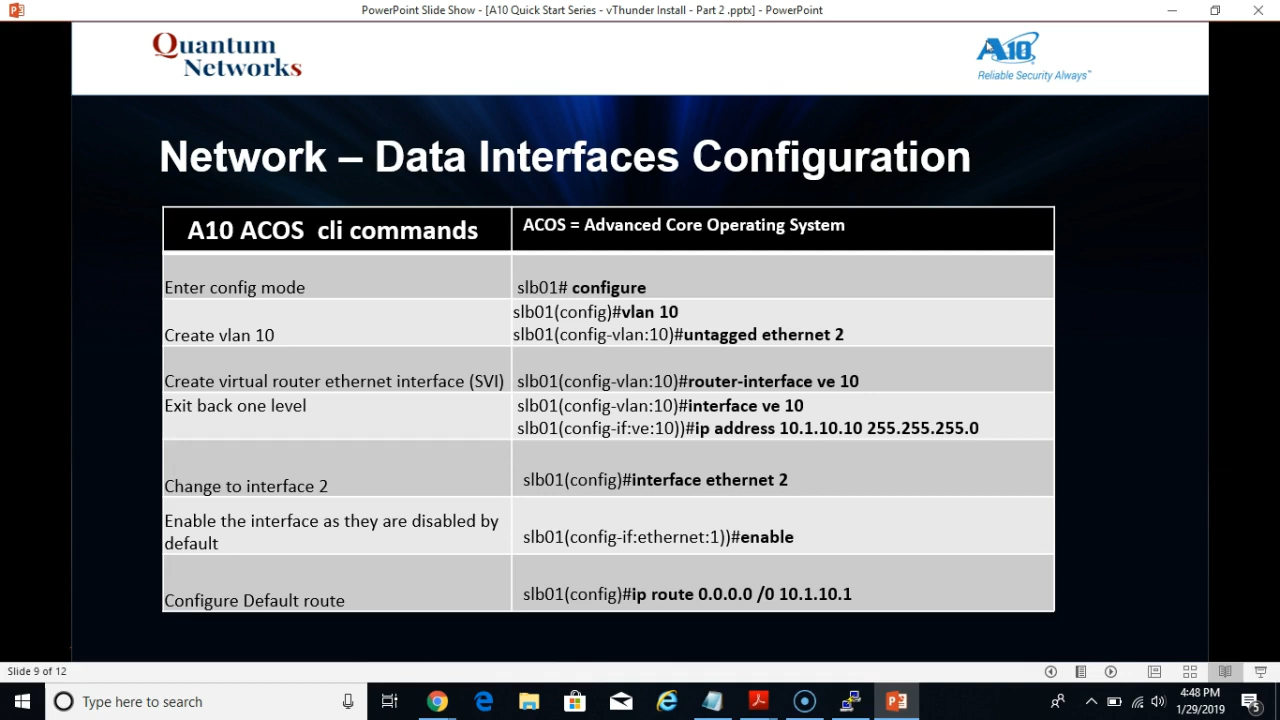 PowerPoint Slide Show - [A10 Quick Start Series - vThunder Install - Part 2 .pptx] - PowerPoint
Quantum
Networks
A10
Reliable Security Always™
Network – Data Interfaces Configuration
A10 ACOS cli commands
ACOS = Advanced Core Operating System
Enter config mode
slb01# configure
Create vlan 10
slb01(config)#vlan 10
slb01(config-vlan:10)#untagged ethernet 2
Create virtual router ethernet interface (SVI)
slb01(config-vlan:10)#router-interface ve 10
Exit back one level
slb01(config-vlan:10)#interface ve 10
slb01(config-if:ve:10))#ip address 10.1.10.10 255.255.255.0
Change to interface 2
slb01(config)#interface ethernet 2
Enable the interface as they are disabled by
default
slb01(config-if:ethernet:1))#enable
Configure Default route
slb01(config)#ip route 0.0.0.0 /0 10.1.10.1
Slide 9 of 12
Type here to search
4:48 PM
1/29/2019
5